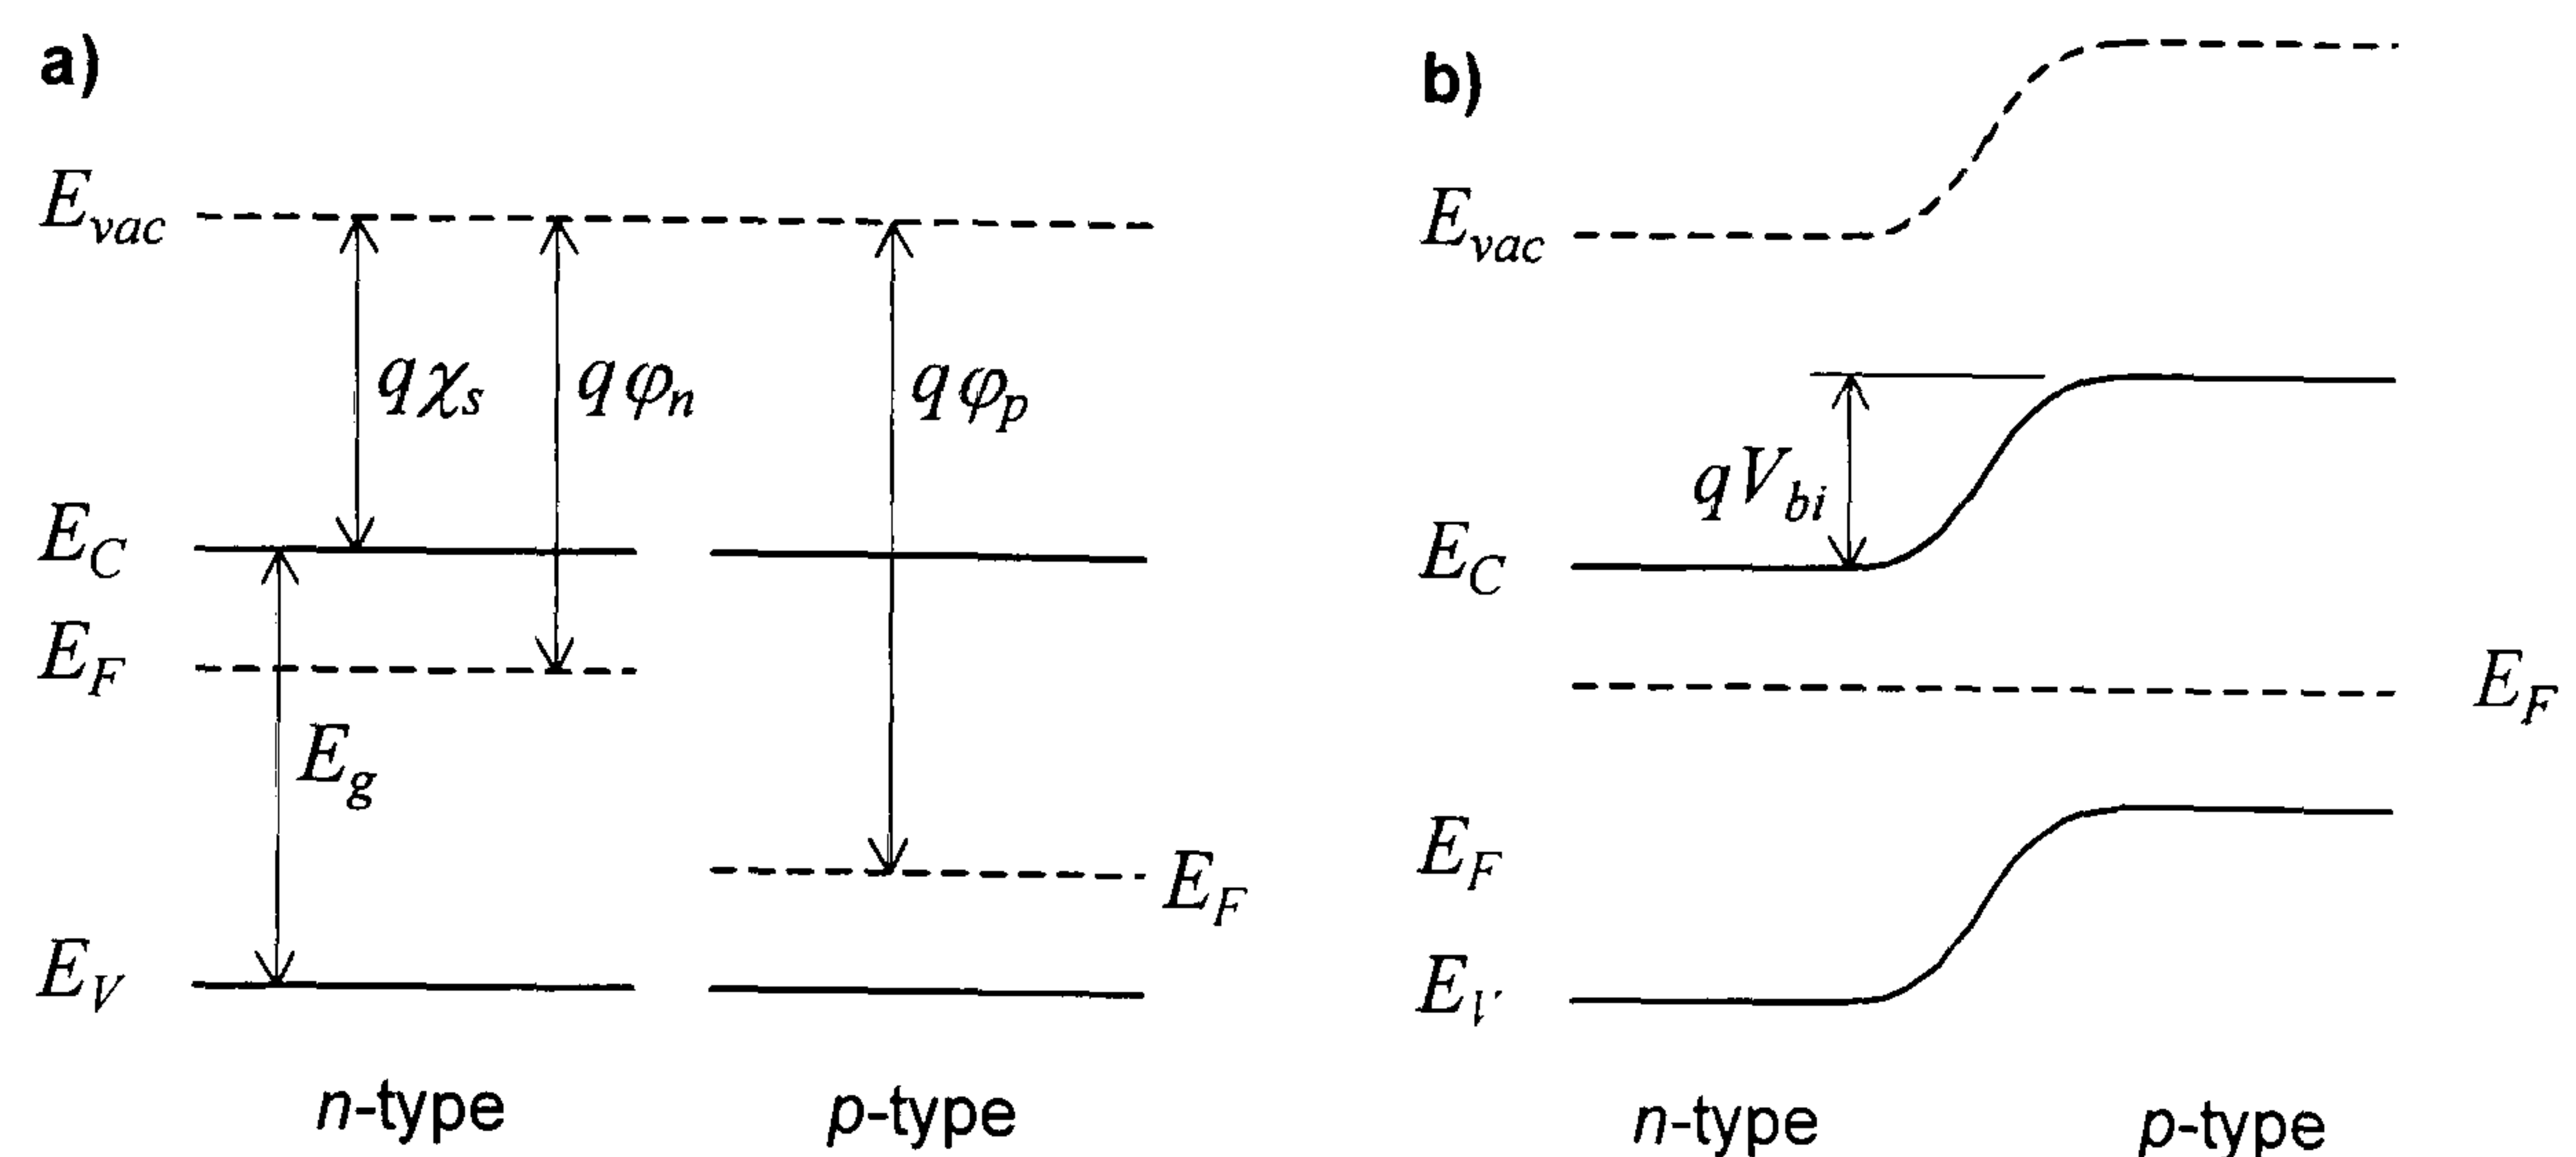 a)
E_vac
qχ_s
qφ_n
qφ_p
E_C
E_F
E_g
E_F
E_V
n-type
p-type
b)
E_vac
qV_bi
E_C
E_F
E_F
E_V
n-type
p-type